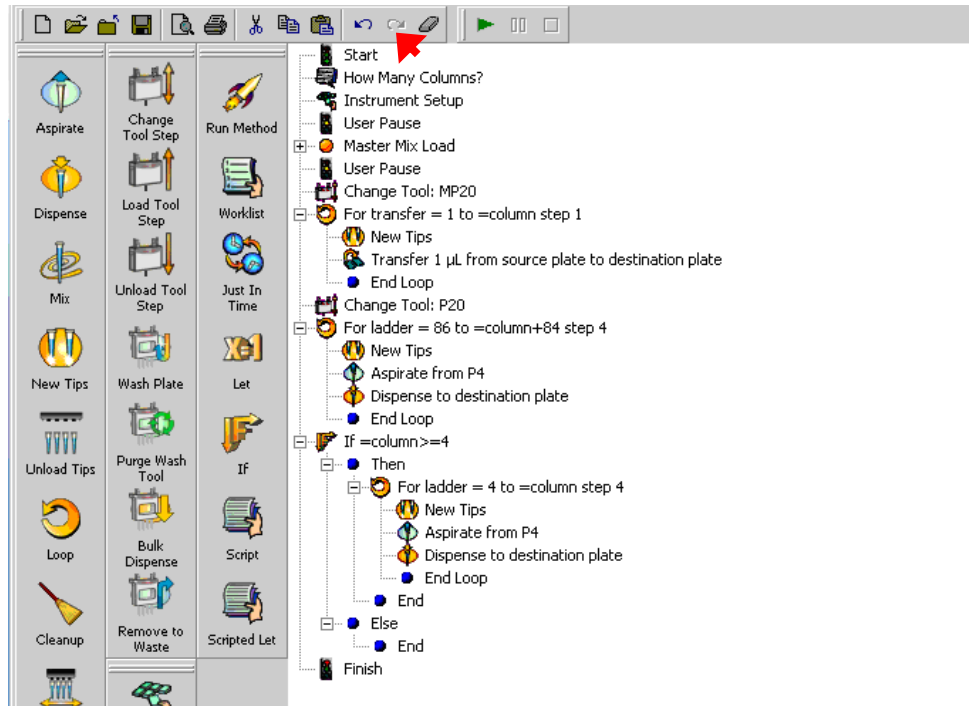 Aspirate
Dispense
Mix
New Tips
Unload Tips
Loop
Cleanup
Change
Tool Step
Load Tool
Step
Unload Tool
Step
Wash Plate
Purge Wash
Tool
Bulk
Dispense
Remove to
Waste
Run Method
Worklist
Just In
Time
X=1
Let
If
Script
Scripted Let
Start
How Many Columns?
Instrument Setup
User Pause
Master Mix Load
User Pause
Change Tool: MP20
For transfer = 1 to =column step 1
New Tips
Transfer 1 µL from source plate to destination plate
End Loop
Change Tool: P20
For ladder = 86 to =column+84 step 4
New Tips
Aspirate from P4
Dispense to destination plate
End Loop
If =column>=4
Then
For ladder = 4 to =column step 4
New Tips
Aspirate from P4
Dispense to destination plate
End Loop
End
Else
End
Finish